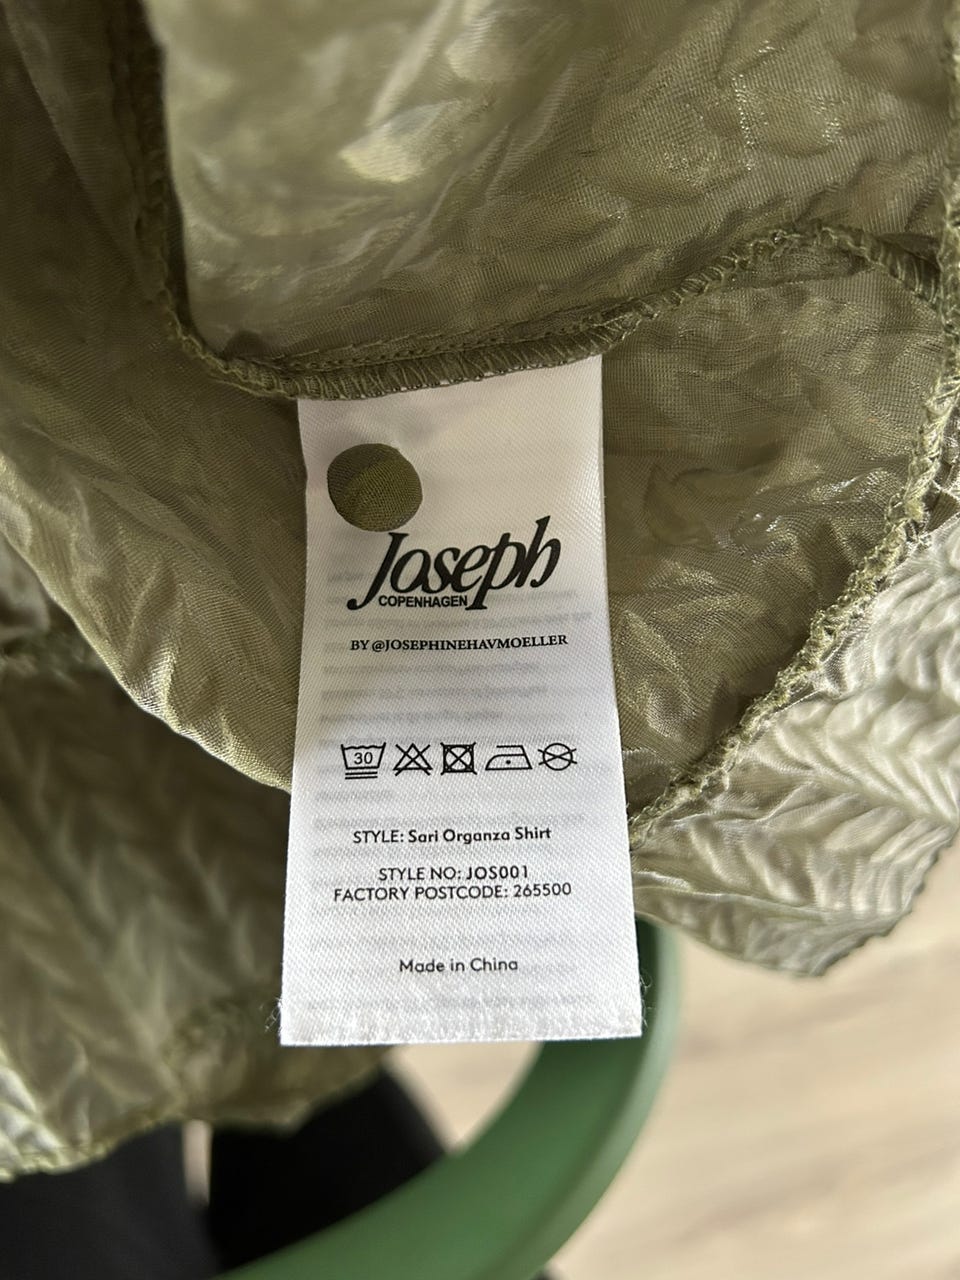 Joseph
COPENHAGEN
BY @JOSEPHINEHAVMOELLER
30
STYLE: Sari Organza Shirt
STYLE NO: JOS001
FACTORY POSTCODE: 265500
Made in China